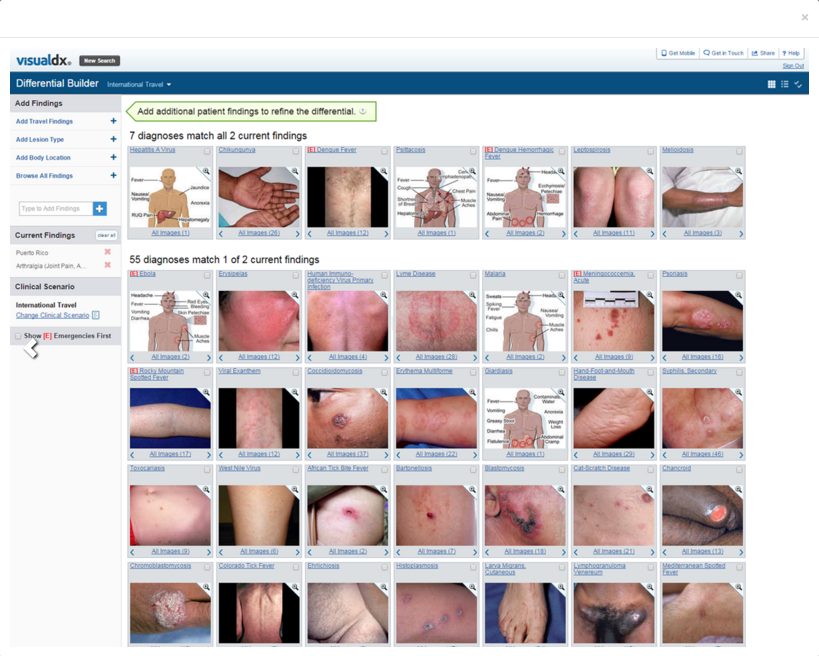 ×
visualdx® New Search
Get Mobile Get in Touch Share ? Help
Sign Out
Differential Builder International Travel
Add Findings
Add Travel Findings +
Add Lesion Type +
Add Body Location +
Browse All Findings +
Type to Add Findings +
Current Findings clear all
Puerto Rico
Arthralgia (Joint Pain, A...
Clinical Scenario
International Travel
Change Clinical Scenario
Show [E] Emergencies First
Add additional patient findings to refine the differential.
7 diagnoses match all 2 current findings
Hepatitis A Virus
Fever
Nausea/
Vomiting
RUQ Pain
Jaundice
Anorexia
Hepatomegaly
All Images (1)
Chikungunya
All Images (26)
[E] Dengue Fever
All Images (12)
Psittacosis
Fever
Cough
Shortness
of Breath
Chest Pain
Muscle
Aches
All Images (1)
[E] Dengue Hemorrhagic
Fever
Fever
Nausea/
Vomiting
Abdominal
Pain
Ecchymosis/
Petechiae
Hemorrhage
All Images (2)
Leptospirosis
All Images (11)
Melioidosis
All Images (3)
55 diagnoses match 1 of 2 current findings
[E] Ebola
Headache
Fever
Vomiting
Diarrhea
Bleeding
Skin Petechiae
Muscle
Aches
All Images (2)
Erysipelas
All Images (12)
Human Immuno-
deficiency Virus Primary
Infection
All Images (4)
Lyme Disease
All Images (28)
Malaria
Sweats
Spiking
Fever
Fatigue
Chills
Muscle
Aches
All Images (2)
[E] Meningococcemia,
Acute
All Images (9)
Psoriasis
All Images (16)
[E] Rocky Mountain
Spotted Fever
All Images (17)
Viral Exanthem
All Images (12)
Coccidioidomycosis
All Images (37)
Erythema Multiforme
All Images (22)
Giardiasis
Fever
Vomiting
Greasy Stool
Diarrhea
Flatulence
Water
Anorexia
Weight
Loss
Abdominal
Cramp
All Images (1)
Hand-Foot-and-Mouth
Disease
All Images (29)
Syphilis, Secondary
All Images (46)
Toxocariasis
All Images (9)
West Nile Virus
All Images (6)
African Tick Bite Fever
All Images (2)
Bartonellosis
All Images (7)
Blastomycosis
All Images (18)
Cat-Scratch Disease
All Images (21)
Chancroid
All Images (13)
Chromoblastomycosis
Colorado Tick Fever
Ehrlichiosis
Histoplasmosis
Larva Migrans,
Cutaneous
Lymphogranuloma
Venereum
Mediterranean Spotted
Fever